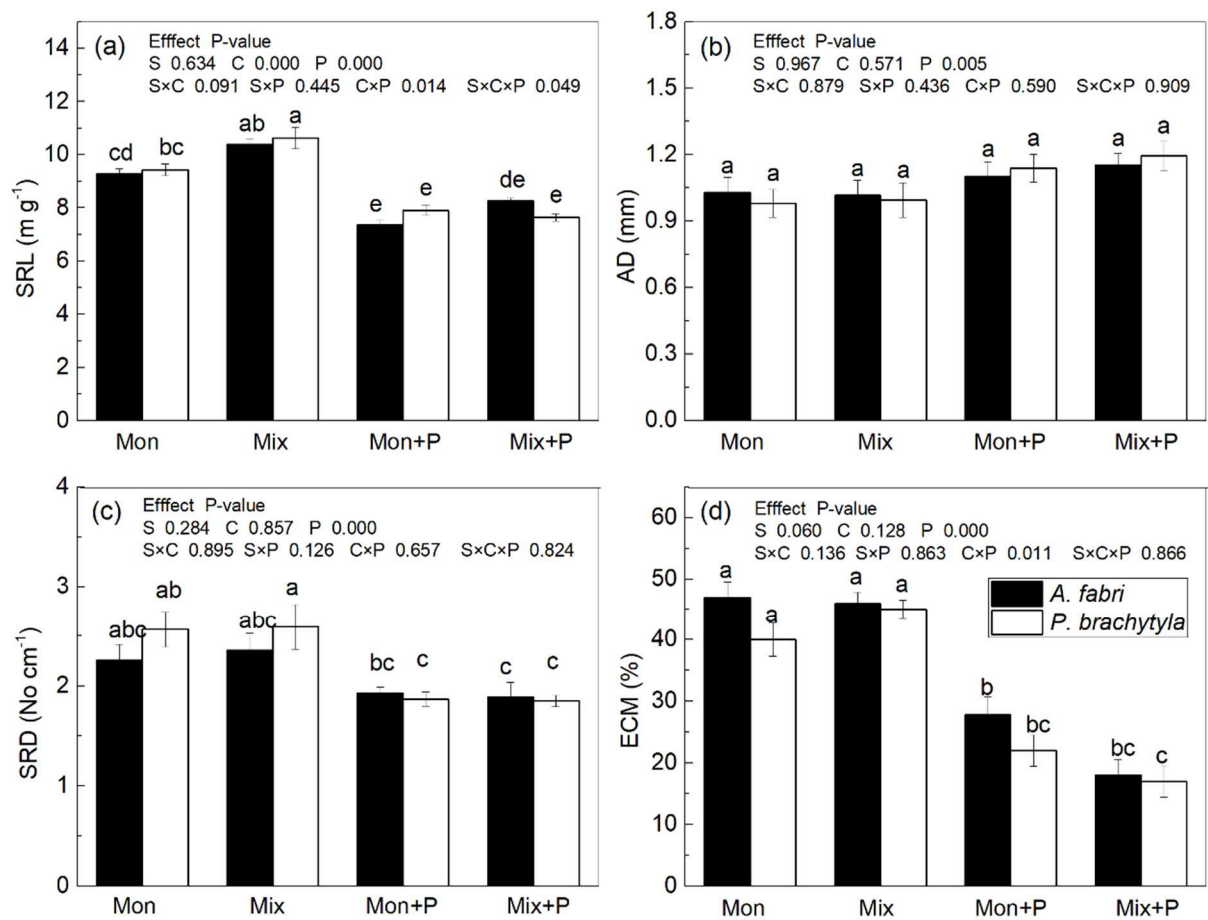 (a)
Efffect P-value
S 0.634 C 0.000 P 0.000
S×C 0.091 S×P 0.445 C×P 0.014 S×C×P 0.049
14
12
10
8
6
4
2
0
SRL (m g⁻¹)
cd bc ab a e e de e
Mon Mix Mon+P Mix+P
(b)
Efffect P-value
S 0.967 C 0.571 P 0.005
S×C 0.879 S×P 0.436 C×P 0.590 S×C×P 0.909
1.8
1.5
1.2
0.9
0.6
0.3
0.0
AD (mm)
a a a a a a a a
Mon Mix Mon+P Mix+P
(c)
Efffect P-value
S 0.284 C 0.857 P 0.000
S×C 0.895 S×P 0.126 C×P 0.657 S×C×P 0.824
4
3
2
1
0
SRD (No cm⁻¹)
abc ab abc a bc c c c
Mon Mix Mon+P Mix+P
(d)
Efffect P-value
S 0.060 C 0.128 P 0.000
S×C 0.136 S×P 0.863 C×P 0.011 S×C×P 0.866
60
50
40
30
20
10
0
ECM (%)
a a a a b bc bc c
A. fabri
P. brachytyla
Mon Mix Mon+P Mix+P